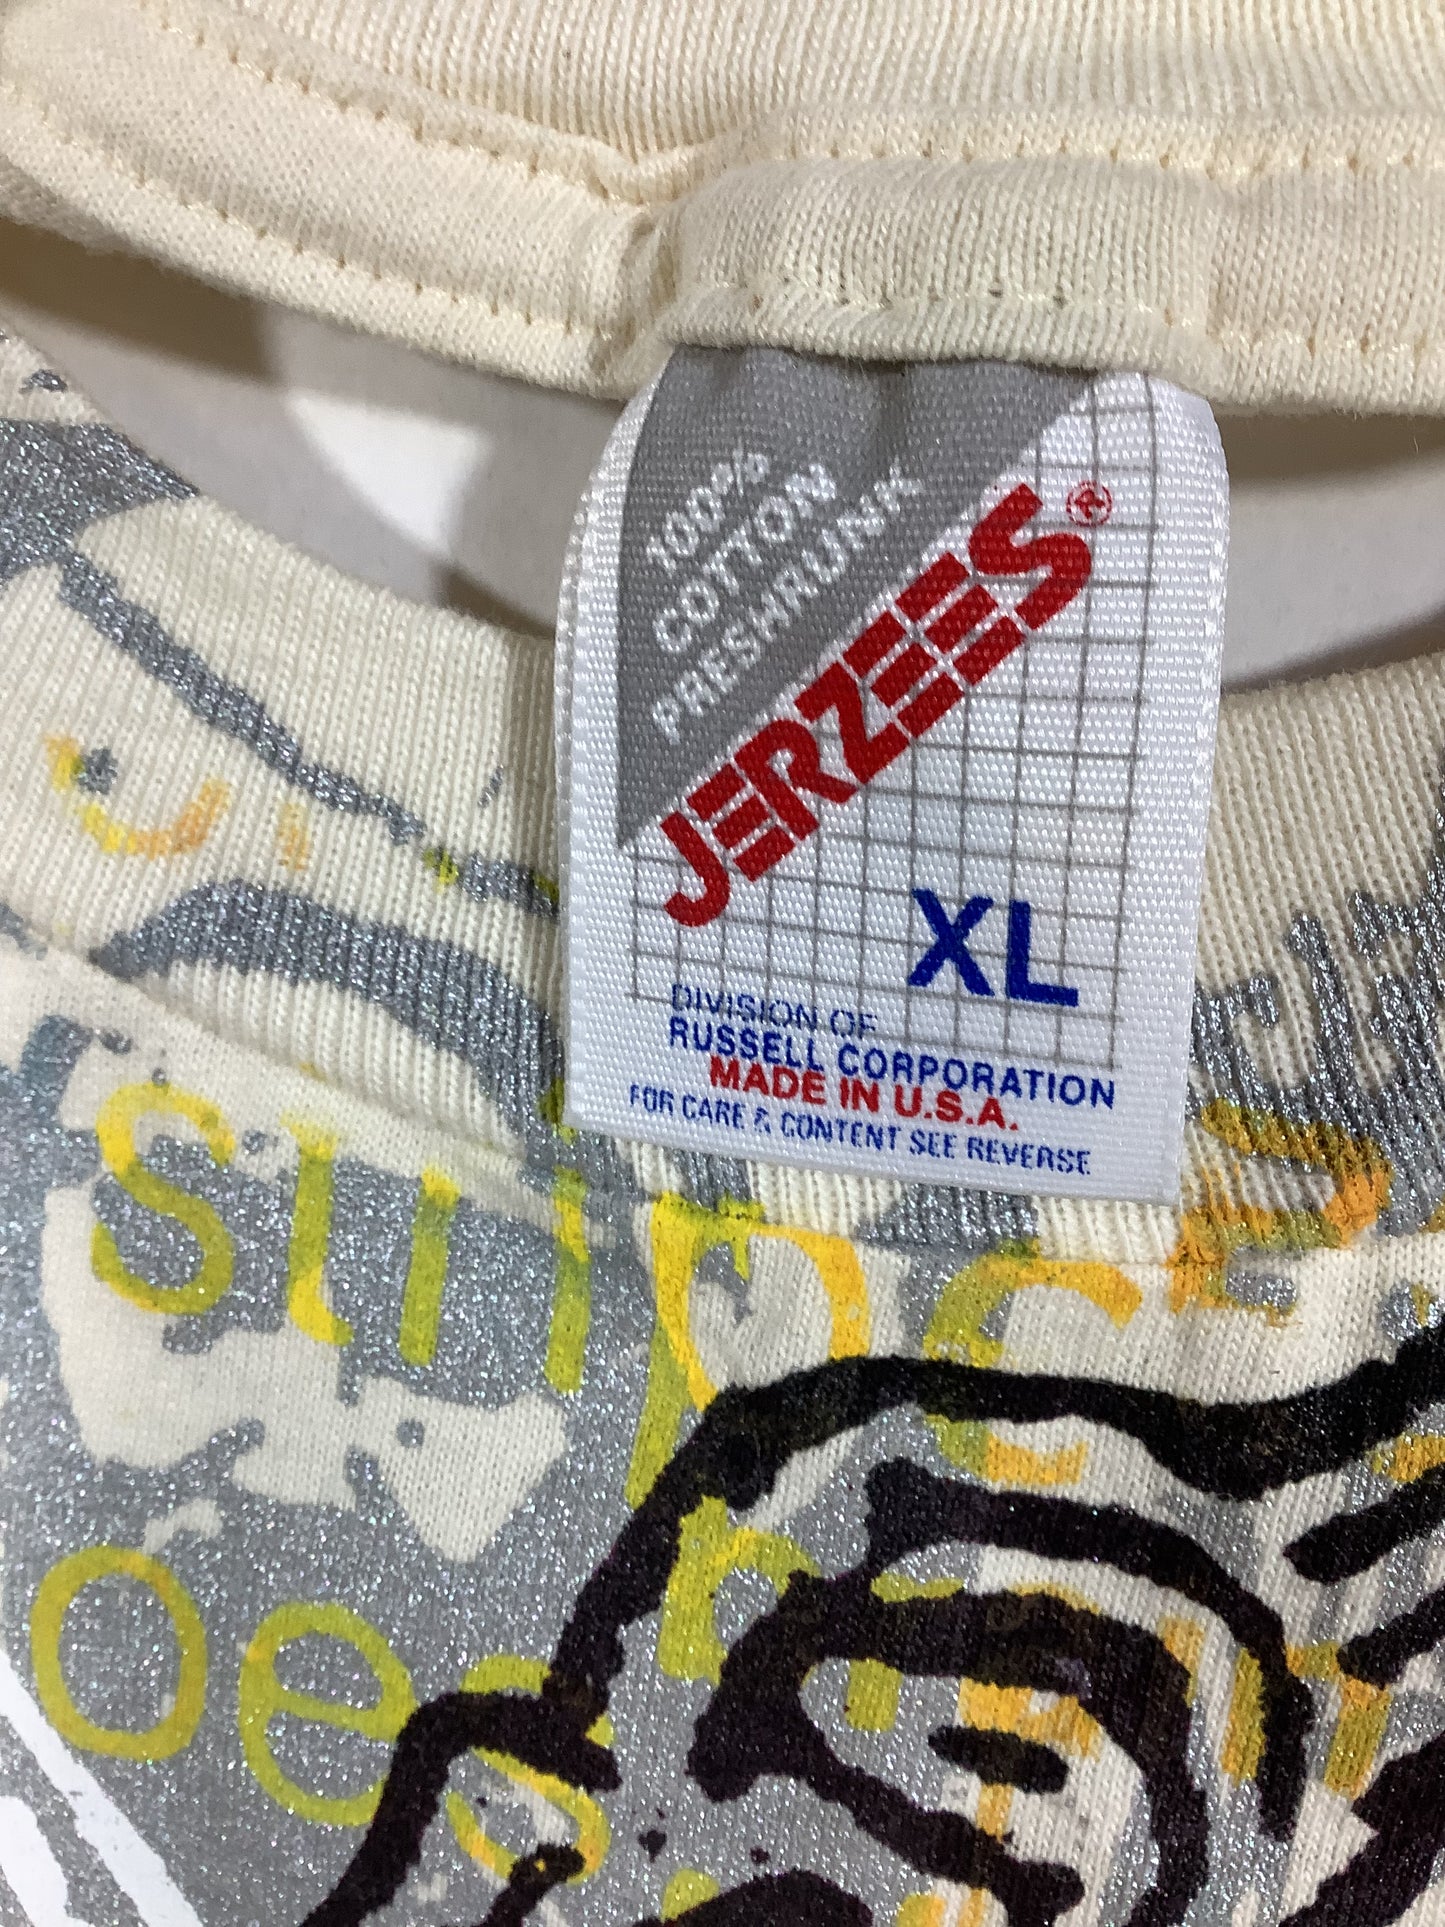 100%
COTTON
PRESHRUNK
JERZEES®
XL
DIVISION OF
RUSSELL CORPORATION
MADE IN U.S.A.
FOR CARE & CONTENT SEE REVERSE